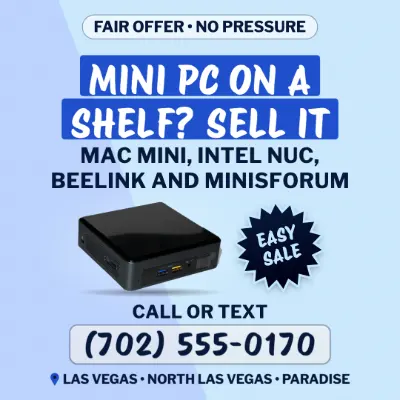 FAIR OFFER • NO PRESSURE
MINI PC ON A
SHELF? SELL IT
MAC MINI, INTEL NUC,
BEELINK AND MINISFORUM
EASY
SALE
CALL OR TEXT
(702) 555-0170
LAS VEGAS • NORTH LAS VEGAS • PARADISE